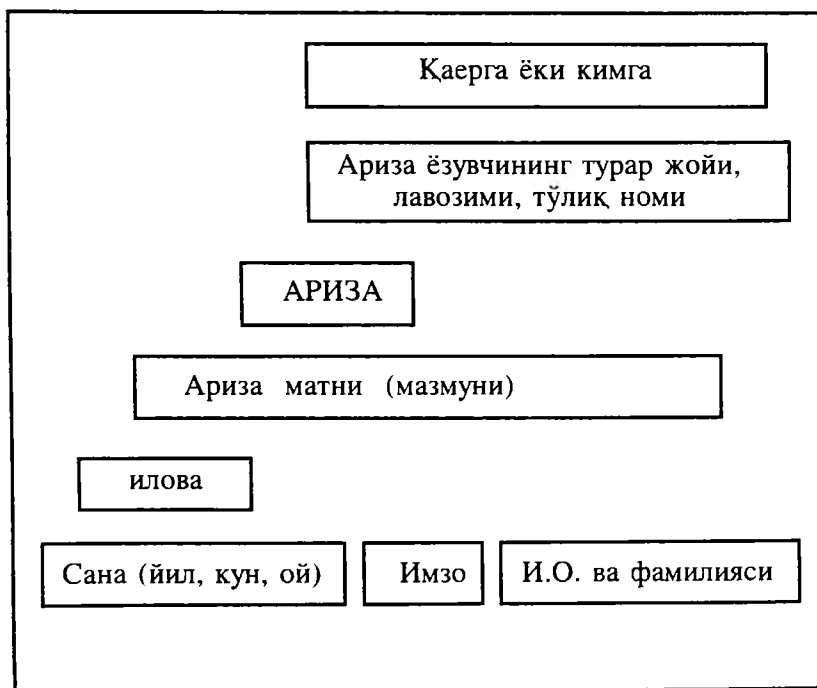 Қаерга ёки кимга
Ариза ёзувчининг турар жойи,
лавозими, тўлиқ номи
АРИЗА
Ариза матни (мазмуни)
илова
Сана (йил, кун, ой)
Имзо
И.О. ва фамилияси